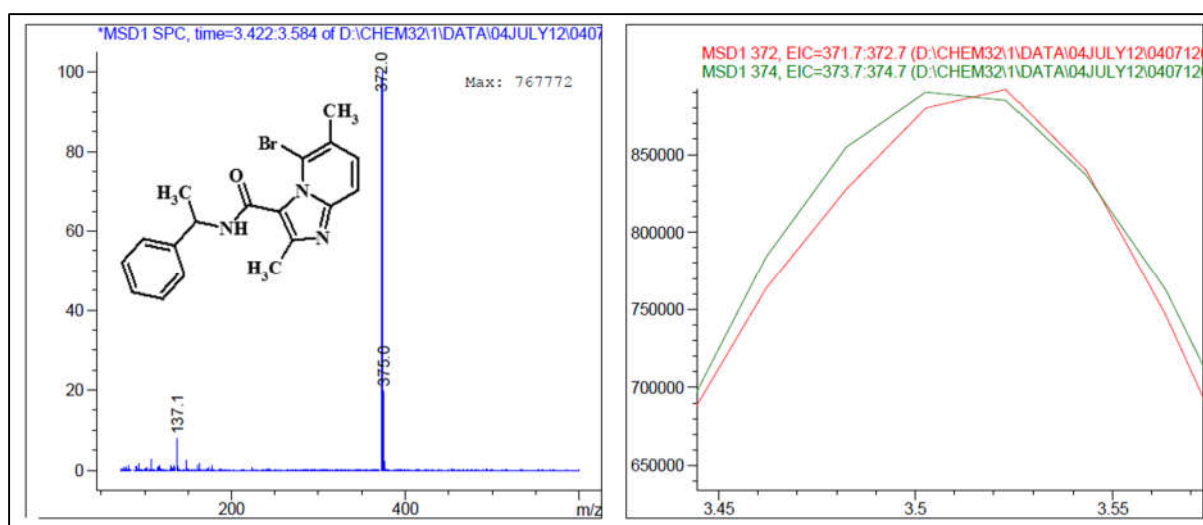 *MSD1 SPC, time=3.422:3.584 of D:\CHEM32\1\DATA\04JULY12\0407
100
80
60
40
20
0
200
400
m/z
Max: 767772
372.0
375.0
137.1
CH3
Br
N
O
H3C
NH
N
CH3
MSD1 372, EIC=371.7:372.7 (D:\CHEM32\1\DATA\04JULY12\0407120
MSD1 374, EIC=373.7:374.7 (D:\CHEM32\1\DATA\04JULY12\0407120
850000
800000
750000
700000
650000
3.45
3.5
3.55